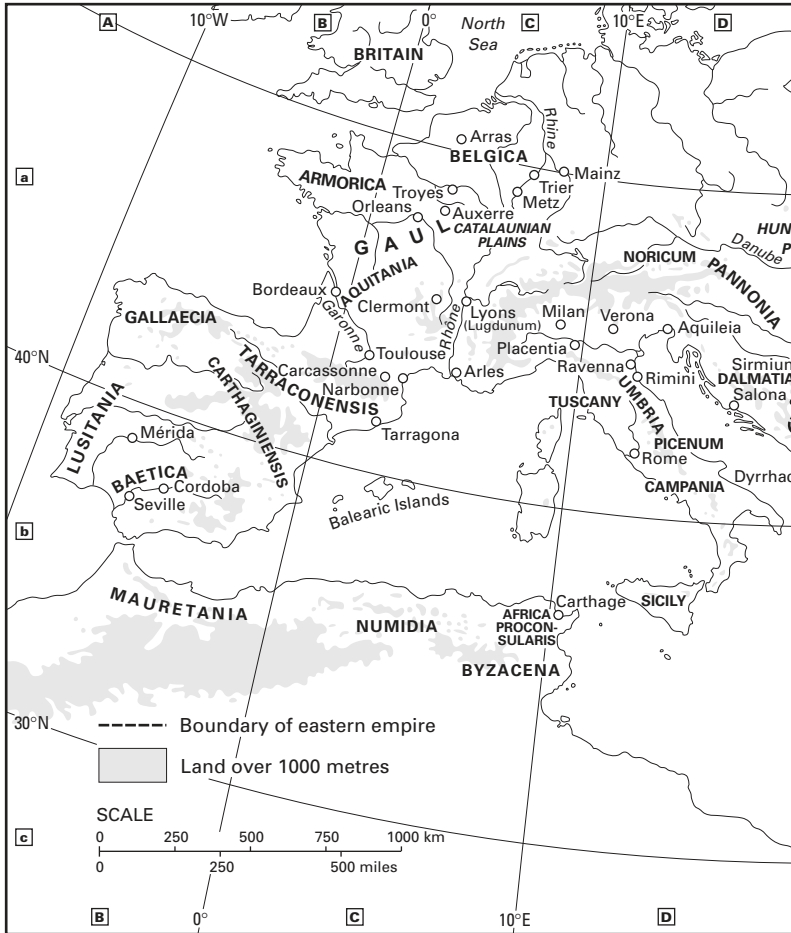 A
10°W
B
0°
North
Sea
C
10°E
D
BRITAIN
Arras
BELGICA
Rhine
a
ARMORICA
Troyes
Mainz
Trier
Metz
Orleans
Auxerre
CATALAUNIAN
PLAINS
GAUL
HUN
P
Danube
NORICUM
PANNONIA
AQUITANIA
Bordeaux
Garonne
Clermont
Rhône
Lyons
(Lugdunum)
Milan
Verona
Aquileia
GALLAECIA
Placentia
Toulouse
40°N
TARRACONENSIS
Carcassonne
Narbonne
Arles
Ravenna
Rimini
Sirmium
DALMATIA
Salona
CARTHAGINIENSIS
LUSITANIA
TUSCANY
UMBRIA
Tarragona
Mérida
PICENUM
Rome
BAETICA
Cordoba
Seville
CAMPANIA
Dyrrhac
Balearic Islands
b
MAURETANIA
NUMIDIA
Carthage
SICILY
AFRICA
PROCON-
SULARIS
BYZACENA
30°N
Boundary of eastern empire
Land over 1000 metres
SCALE
0 250 500 750 1000 km
0 250 500 miles
c
B
0°
C
10°E
D